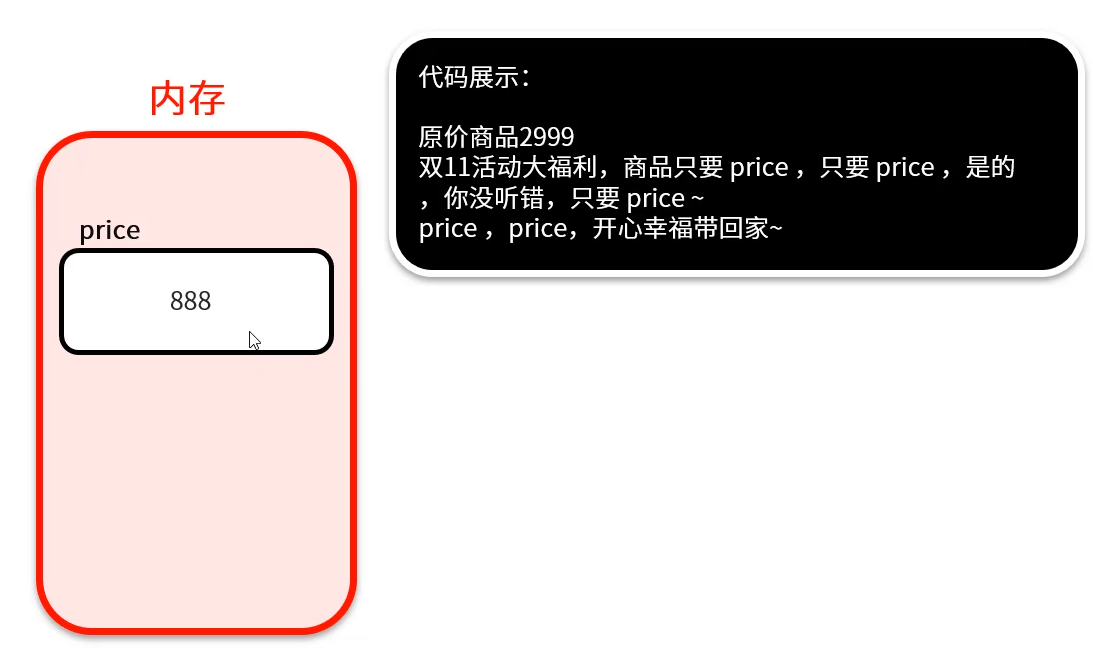 内存
price
888
代码展示：
原价商品2999
双11活动大福利，商品只要 price ，只要 price ，是的
，你没听错，只要 price ~
price ，price，开心幸福带回家~